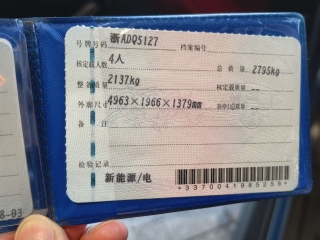 号牌号码 浙ADQS127 档案编号
核定载人数 4人 总质量 2795kg
整备质量 2137kg 核定载质量 --
外廓尺寸 4963×1966×1379mm 准牵引总质量 --
备注
检验记录
新能源/电
*3370041985255*
8-03